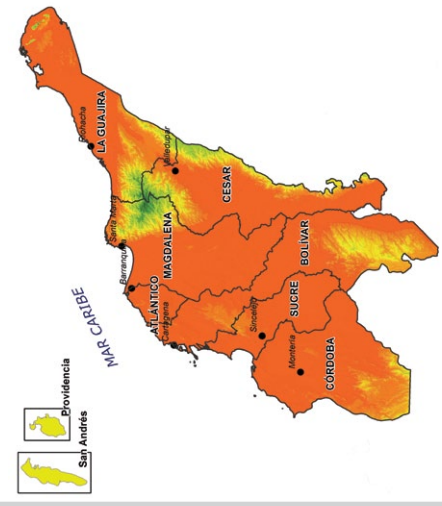 MAR CARIBE
Providencia
San Andrés
LA GUAJIRA
Riohacha
Santa Marta
Valledupar
CESAR
MAGDALENA
Barranquilla
ATLÁNTICO
Cartagena
BOLÍVAR
SUCRE
Sincelejo
Montería
CÓRDOBA